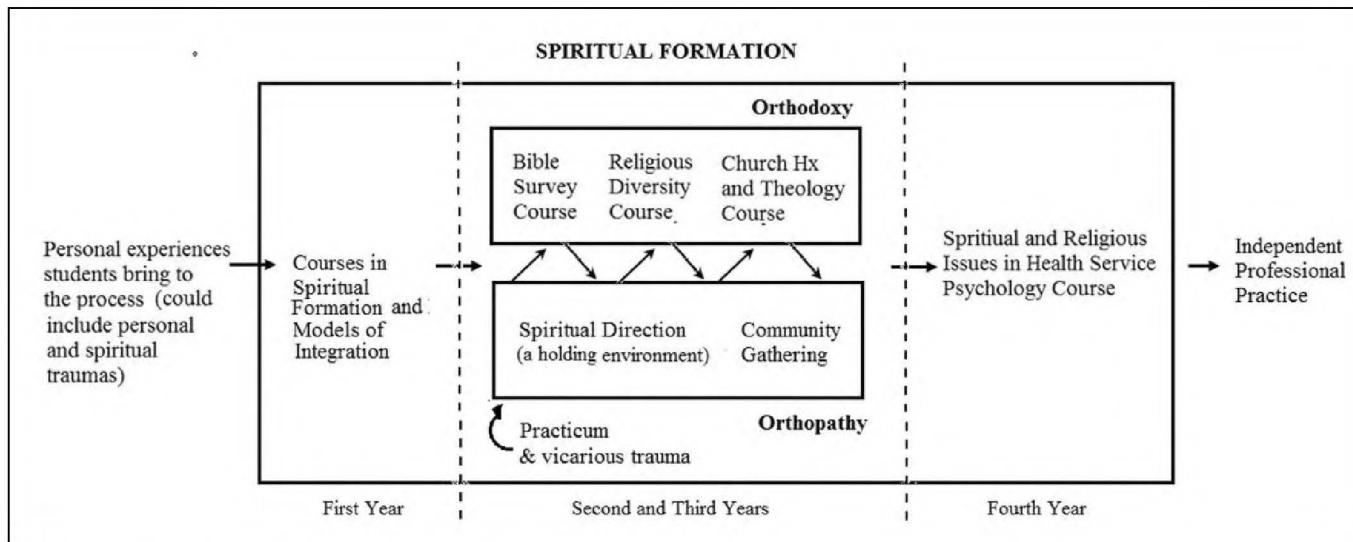 SPIRITUAL FORMATION
Personal experiences
students bring to
the process (could
include personal
and spiritual
traumas)
Courses in
Spiritual
Formation and
Models of
Integration
Orthodoxy
Bible
Survey
Course
Religious
Diversity
Course
Church Hx
and Theology
Course
Spiritual Direction
(a holding environment)
Community
Gathering
Orthopathy
Practicum
& vicarious trauma
Spritiual and Religious
Issues in Health Service
Psychology Course
Independent
Professional
Practice
First Year
Second and Third Years
Fourth Year